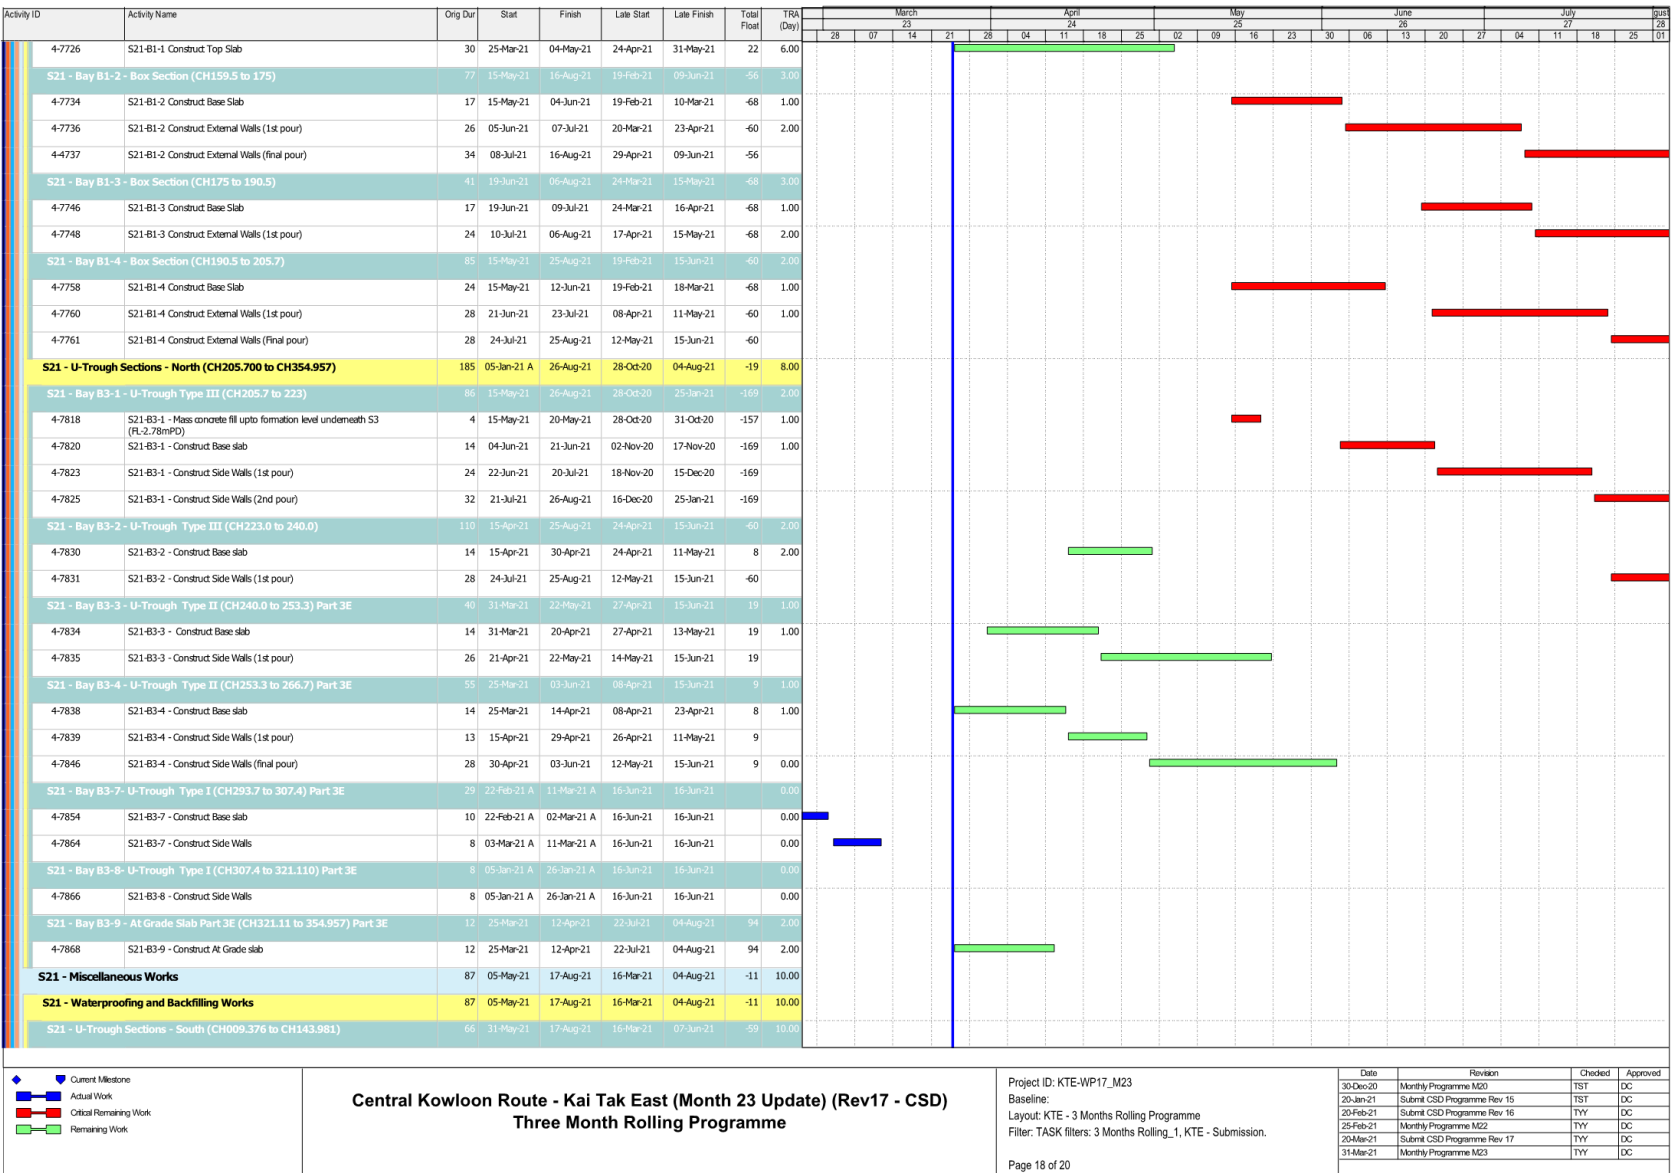 Activity ID Activity Name Orig Dur Start Finish Late Start Late Finish Total Float TRA (Day) March April May June July gus
23 24 25 26 27 28
28 07 14 21 28 04 11 18 25 02 09 16 23 30 06 13 20 27 04 11 18 25 01
4-7726 S21-B1-1 Construct Top Slab 30 25-Mar-21 04-May-21 24-Apr-21 31-May-21 22 6.00
S21 - Bay B1-2 - Box Section (CH159.5 to 175) 77 15-May-21 16-Aug-21 19-Feb-21 09-Jun-21 -56 3.00
4-7734 S21-B1-2 Construct Base Slab 17 15-May-21 04-Jun-21 19-Feb-21 10-Mar-21 -68 1.00
4-7736 S21-B1-2 Construct External Walls (1st pour) 26 05-Jun-21 07-Jul-21 20-Mar-21 23-Apr-21 -60 2.00
4-4737 S21-B1-2 Construct External Walls (final pour) 34 08-Jul-21 16-Aug-21 29-Apr-21 09-Jun-21 -56
S21 - Bay B1-3 - Box Section (CH175 to 190.5) 41 19-Jun-21 06-Aug-21 24-Mar-21 15-May-21 -68 3.00
4-7746 S21-B1-3 Construct Base Slab 17 19-Jun-21 09-Jul-21 24-Mar-21 16-Apr-21 -68 1.00
4-7748 S21-B1-3 Construct External Walls (1st pour) 24 10-Jul-21 06-Aug-21 17-Apr-21 15-May-21 -68 2.00
S21 - Bay B1-4 - Box Section (CH190.5 to 205.7) 85 15-May-21 25-Aug-21 19-Feb-21 15-Jun-21 -60 2.00
4-7758 S21-B1-4 Construct Base Slab 24 15-May-21 12-Jun-21 19-Feb-21 18-Mar-21 -68 1.00
4-7760 S21-B1-4 Construct External Walls (1st pour) 28 21-Jun-21 23-Jul-21 08-Apr-21 11-May-21 -60 1.00
4-7761 S21-B1-4 Construct External Walls (Final pour) 28 24-Jul-21 25-Aug-21 12-May-21 15-Jun-21 -60
S21 - U-Trough Sections - North (CH205.700 to CH354.957) 185 05-Jan-21 A 26-Aug-21 28-Oct-20 04-Aug-21 -19 8.00
S21 - Bay B3-1 - U-Trough Type III (CH205.7 to 223) 86 15-May-21 26-Aug-21 28-Oct-20 25-Jan-21 -169 2.00
4-7818 S21-B3-1 - Mass concrete fill upto formation level underneath S3 (FL-2.78mPD) 4 15-May-21 20-May-21 28-Oct-20 31-Oct-20 -157 1.00
4-7820 S21-B3-1 - Construct Base slab 14 04-Jun-21 21-Jun-21 02-Nov-20 17-Nov-20 -169 1.00
4-7823 S21-B3-1 - Construct Side Walls (1st pour) 24 22-Jun-21 20-Jul-21 18-Nov-20 15-Dec-20 -169
4-7825 S21-B3-1 - Construct Side Walls (2nd pour) 32 21-Jul-21 26-Aug-21 16-Dec-20 25-Jan-21 -169
S21 - Bay B3-2 - U-Trough Type III (CH223.0 to 240.0) 110 15-Apr-21 25-Aug-21 24-Apr-21 15-Jun-21 -60 2.00
4-7830 S21-B3-2 - Construct Base slab 14 15-Apr-21 30-Apr-21 24-Apr-21 11-May-21 8 2.00
4-7831 S21-B3-2 - Construct Side Walls (1st pour) 28 24-Jul-21 25-Aug-21 12-May-21 15-Jun-21 -60
S21 - Bay B3-3 - U-Trough Type II (CH240.0 to 253.3) Part 3E 40 31-Mar-21 22-May-21 27-Apr-21 15-Jun-21 19 1.00
4-7834 S21-B3-3 - Construct Base slab 14 31-Mar-21 20-Apr-21 27-Apr-21 13-May-21 19 1.00
4-7835 S21-B3-3 - Construct Side Walls (1st pour) 26 21-Apr-21 22-May-21 14-May-21 15-Jun-21 19
S21 - Bay B3-4 - U-Trough Type II (CH253.3 to 266.7) Part 3E 55 25-Mar-21 03-Jun-21 08-Apr-21 15-Jun-21 9 1.00
4-7838 S21-B3-4 - Construct Base slab 14 25-Mar-21 14-Apr-21 08-Apr-21 23-Apr-21 8 1.00
4-7839 S21-B3-4 - Construct Side Walls (1st pour) 13 15-Apr-21 29-Apr-21 26-Apr-21 11-May-21 9
4-7846 S21-B3-4 - Construct Side Walls (final pour) 28 30-Apr-21 03-Jun-21 12-May-21 15-Jun-21 9 0.00
S21 - Bay B3-7- U-Trough Type I (CH293.7 to 307.4) Part 3E 29 22-Feb-21 A 11-Mar-21 A 16-Jun-21 16-Jun-21 0.00
4-7854 S21-B3-7 - Construct Base slab 10 22-Feb-21 A 02-Mar-21 A 16-Jun-21 16-Jun-21 0.00
4-7864 S21-B3-7 - Construct Side Walls 8 03-Mar-21 A 11-Mar-21 A 16-Jun-21 16-Jun-21 0.00
S21 - Bay B3-8- U-Trough Type I (CH307.4 to 321.110) Part 3E 8 05-Jan-21 A 26-Jan-21 A 16-Jun-21 16-Jun-21 0.00
4-7866 S21-B3-8 - Construct Side Walls 8 05-Jan-21 A 26-Jan-21 A 16-Jun-21 16-Jun-21 0.00
S21 - Bay B3-9 - At Grade Slab Part 3E (CH321.11 to 354.957) Part 3E 12 25-Mar-21 12-Apr-21 22-Jul-21 04-Aug-21 94 2.00
4-7868 S21-B3-9 - Construct At Grade slab 12 25-Mar-21 12-Apr-21 22-Jul-21 04-Aug-21 94 2.00
S21 - Miscellaneous Works 87 05-May-21 17-Aug-21 16-Mar-21 04-Aug-21 -11 10.00
S21 - Waterproofing and Backfilling Works 87 05-May-21 17-Aug-21 16-Mar-21 04-Aug-21 -11 10.00
S21 - U-Trough Sections - South (CH009.376 to CH143.981) 66 31-May-21 17-Aug-21 16-Mar-21 07-Jun-21 -59 10.00
Current Milestone
Actual Work
Critical Remaining Work
Remaining Work
Central Kowloon Route - Kai Tak East (Month 23 Update) (Rev17 - CSD)
Three Month Rolling Programme
Project ID: KTE-WP17_M23
Baseline:
Layout: KTE - 3 Months Rolling Programme
Filter: TASK filters: 3 Months Rolling_1, KTE - Submission.
Page 18 of 20
Date Revision Checked Approved
30-Dec-20 Monthly Programme M20 TST DC
20-Jan-21 Submit CSD Programme Rev 15 TST DC
20-Feb-21 Submit CSD Programme Rev 16 TYY DC
25-Feb-21 Monthly Programme M22 TYY DC
20-Mar-21 Submit CSD Programme Rev 17 TYY DC
31-Mar-21 Monthly Programme M23 TYY DC